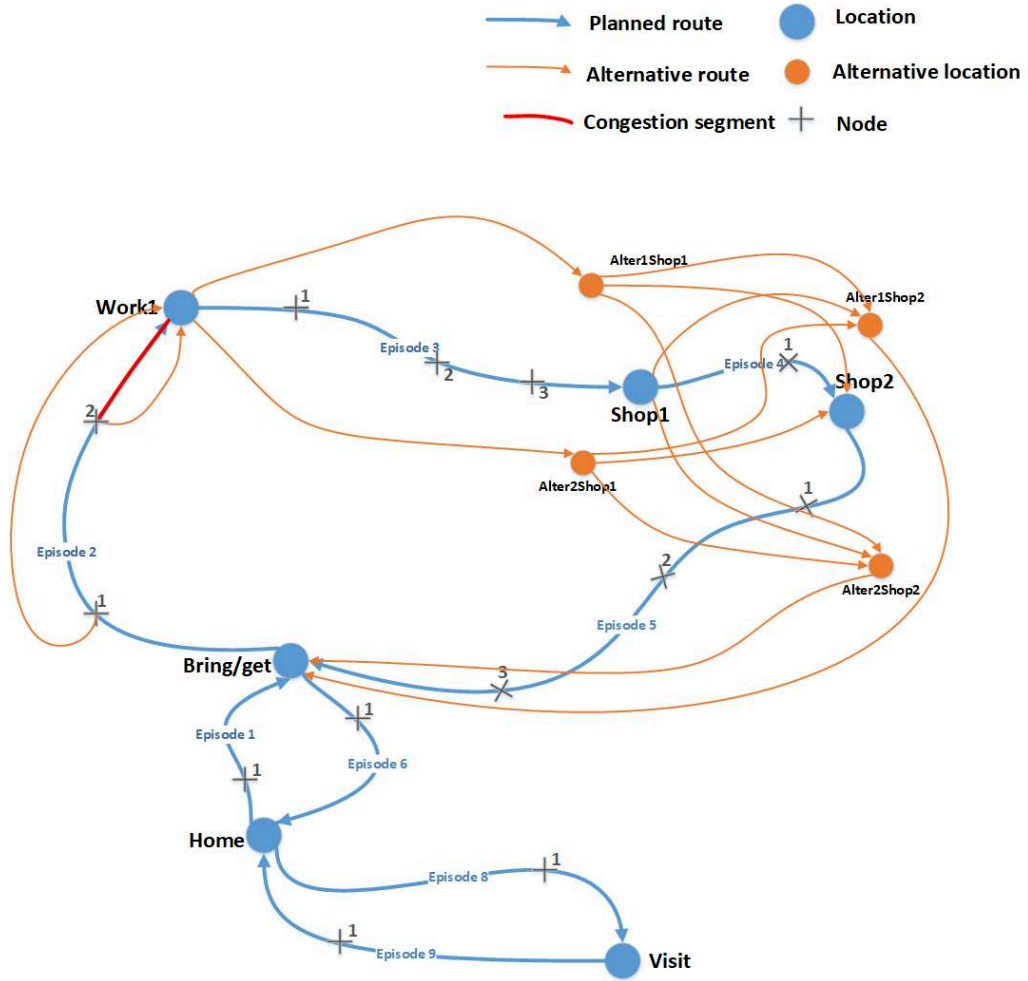 Planned route
Location
Alternative route
Alternative location
Congestion segment
Node
Alter1Shop1
Work1
1
Alter1Shop2
Episode 3
2
3
1
Episode 4
Shop2
Shop1
2
Alter2Shop1
1
Episode 2
2
Alter2Shop2
1
Episode 5
Bring/get
3
1
Episode 1
Episode 6
1
Home
1
Episode 8
1
Episode 9
Visit